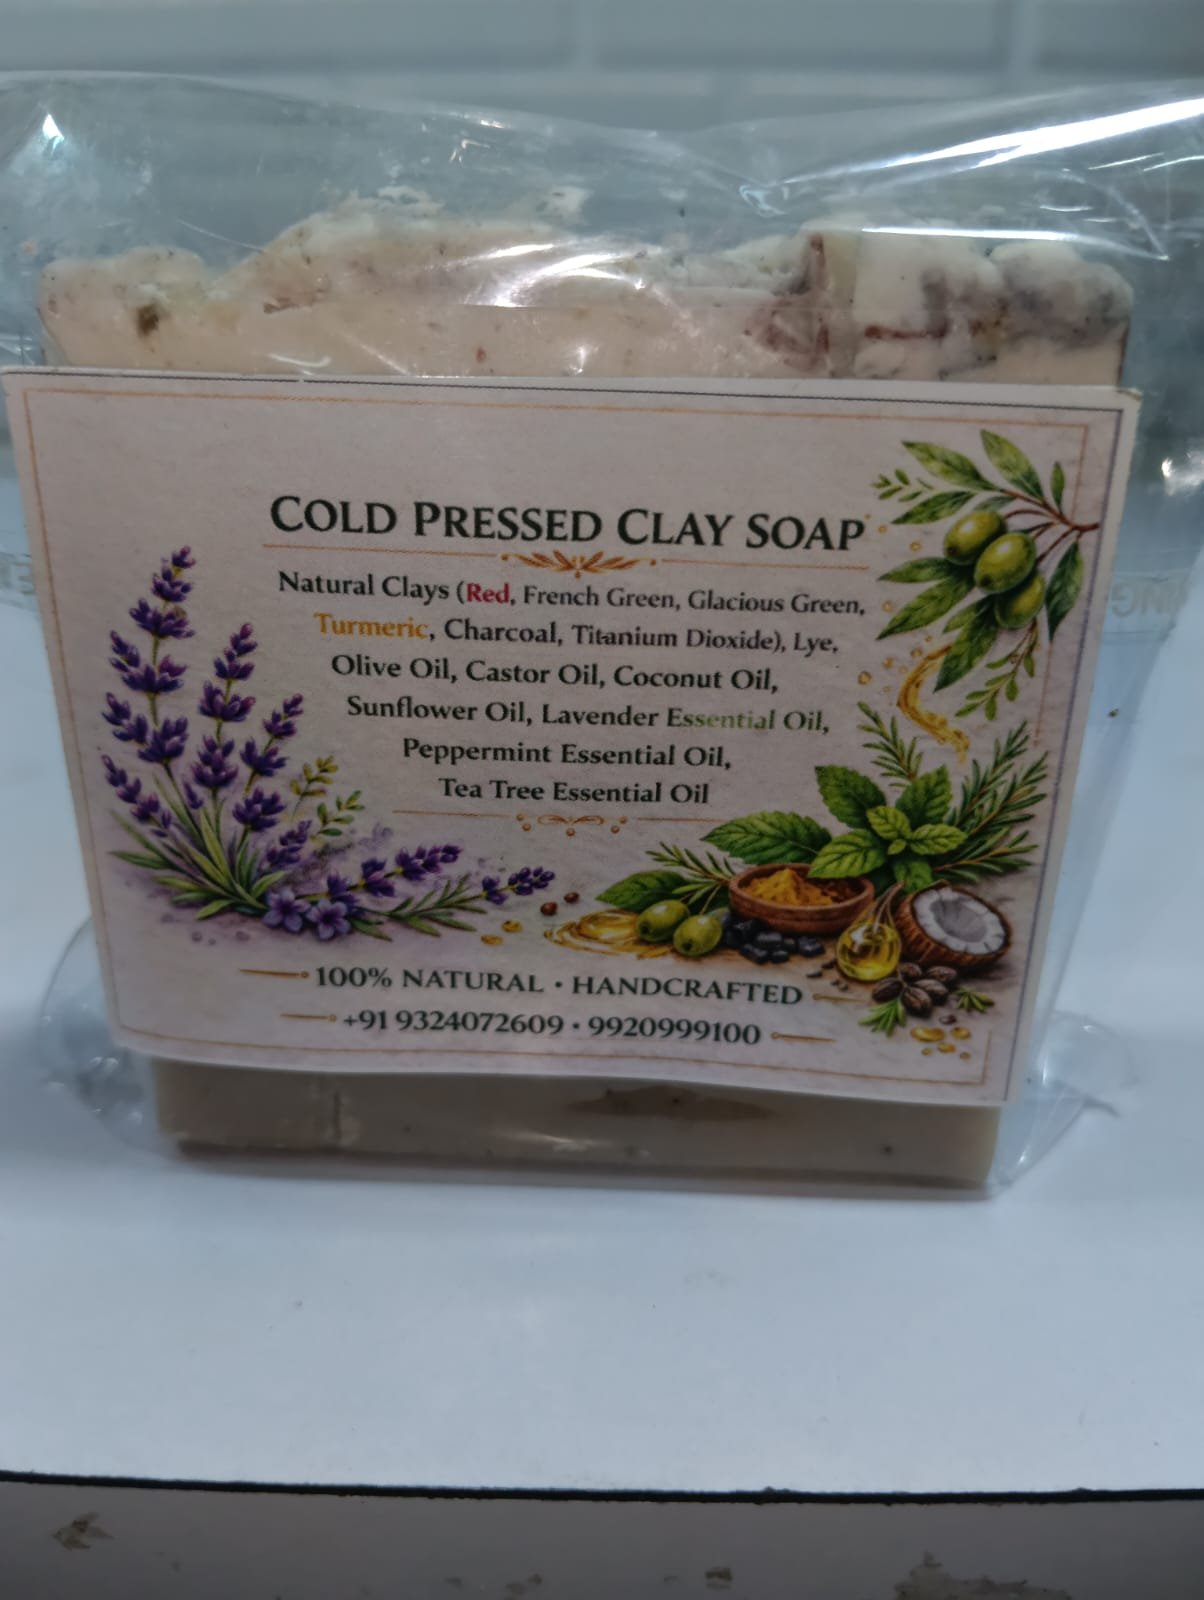 COLD PRESSED CLAY SOAP
Natural Clays (Red, French Green, Glacious Green,
Turmeric, Charcoal, Titanium Dioxide), Lye,
Olive Oil, Castor Oil, Coconut Oil,
Sunflower Oil, Lavender Essential Oil,
Peppermint Essential Oil,
Tea Tree Essential Oil
100% NATURAL • HANDCRAFTED
+91 9324072609 • 9920999100